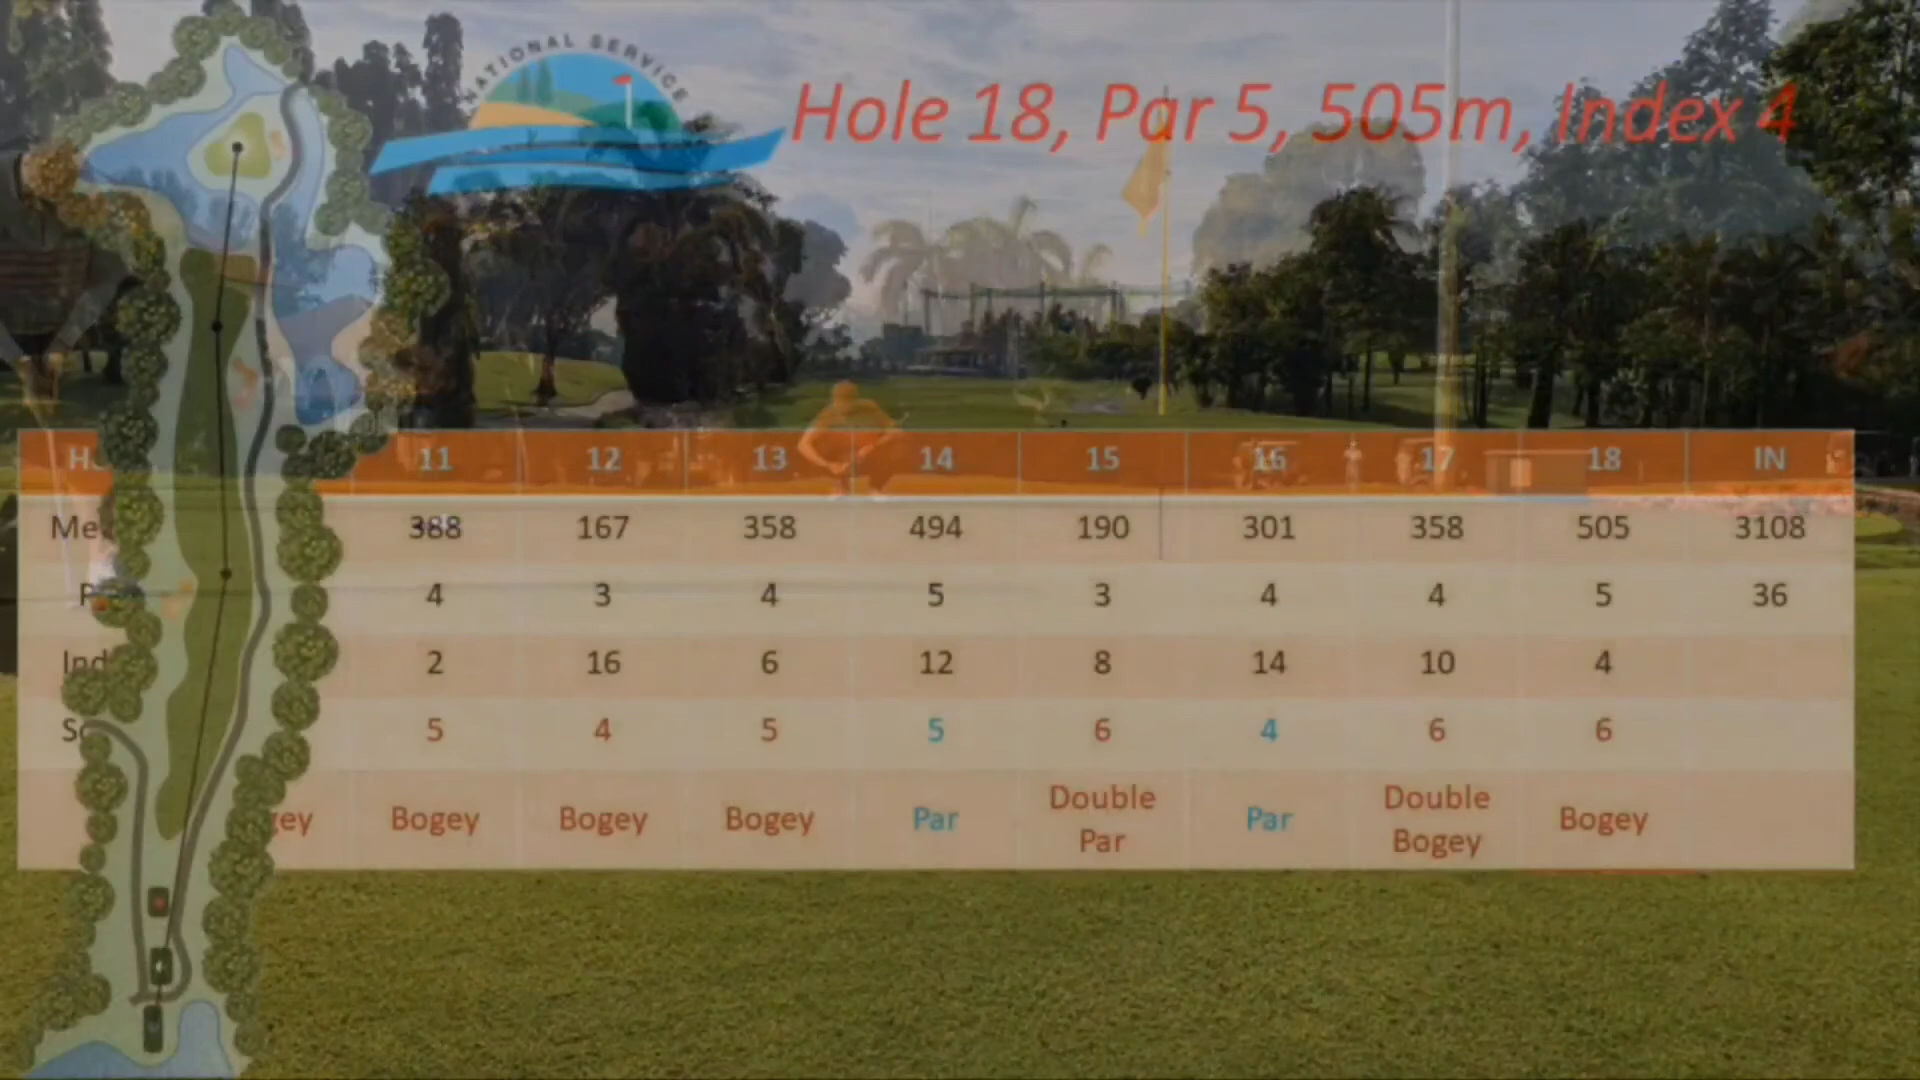 NATIONAL SERVICE
Hole 18, Par 5, 505m, Index 4
11 12 13 14 15 16 17 18 IN
388 167 358 494 190 301 358 505 3108
4 3 4 5 3 4 4 5 36
2 16 6 12 8 14 10 4
5 4 5 5 6 4 6 6
Bogey Bogey Bogey Par Double Par Par Double Bogey Bogey